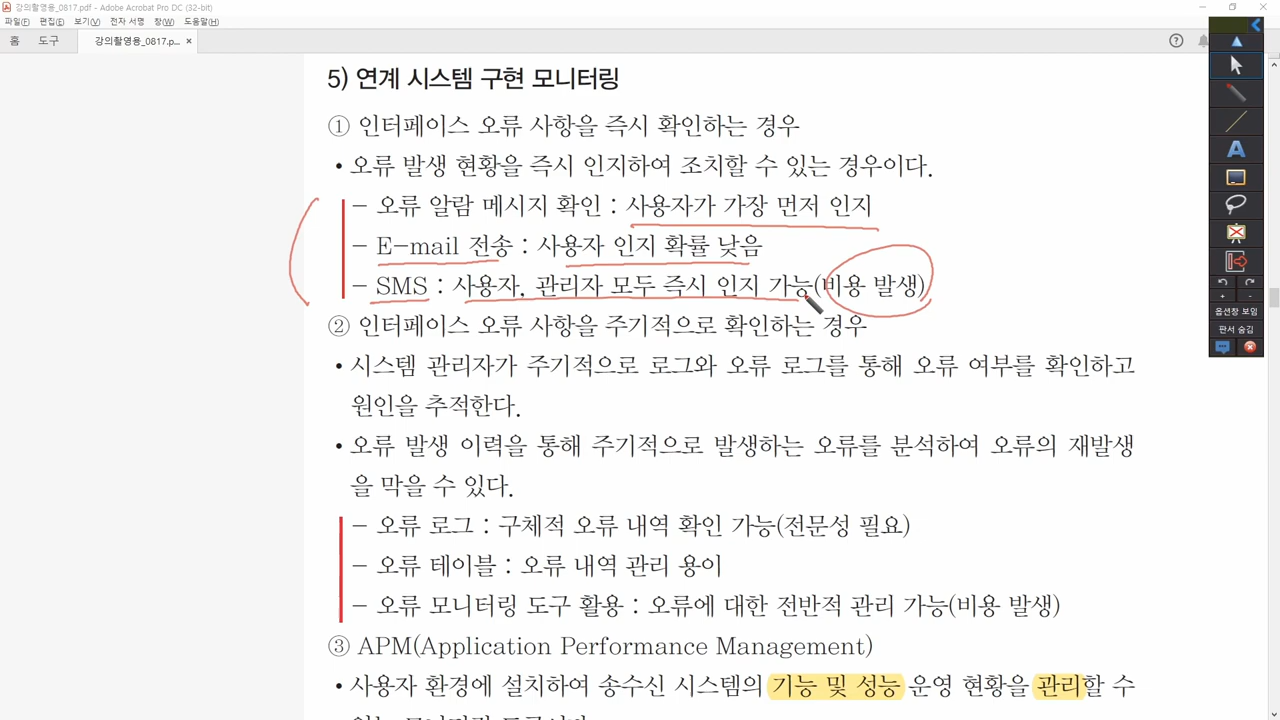 강의촬영용_0817.pdf - Adobe Acrobat Pro DC (32-bit)
파일(F) 편집(E) 보기(V) 전자 서명 창(W) 도움말(H)
홈 도구 강의촬영용_0817.p... ×
5) 연계 시스템 구현 모니터링
① 인터페이스 오류 사항을 즉시 확인하는 경우
• 오류 발생 현황을 즉시 인지하여 조치할 수 있는 경우이다.
– 오류 알람 메시지 확인 : 사용자가 가장 먼저 인지
– E-mail 전송 : 사용자 인지 확률 낮음
– SMS : 사용자, 관리자 모두 즉시 인지 가능(비용 발생)
② 인터페이스 오류 사항을 주기적으로 확인하는 경우
• 시스템 관리자가 주기적으로 로그와 오류 로그를 통해 오류 여부를 확인하고
원인을 추적한다.
• 오류 발생 이력을 통해 주기적으로 발생하는 오류를 분석하여 오류의 재발생
을 막을 수 있다.
– 오류 로그 : 구체적 오류 내역 확인 가능(전문성 필요)
– 오류 테이블 : 오류 내역 관리 용이
– 오류 모니터링 도구 활용 : 오류에 대한 전반적 관리 가능(비용 발생)
③ APM(Application Performance Management)
• 사용자 환경에 설치하여 송수신 시스템의 기능 및 성능 운영 현황을 관리할 수
옵션창 보임
판서 숨김